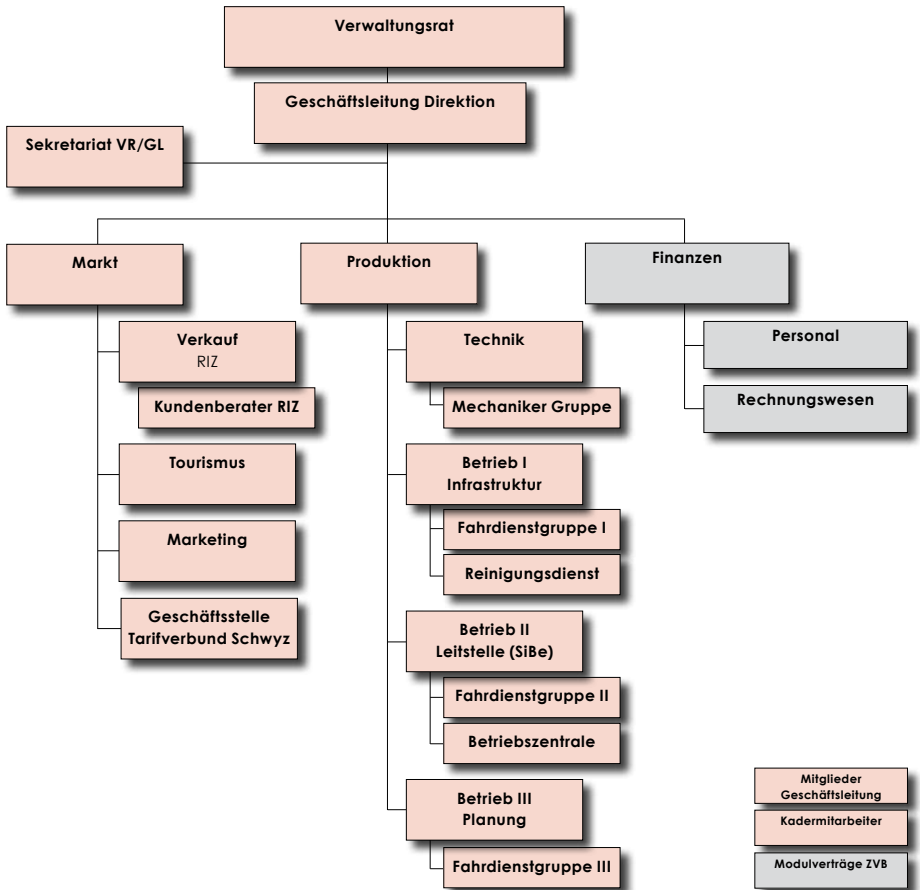 Verwaltungsrat
Geschäftsleitung Direktion
Sekretariat VR/GL
Markt
Produktion
Finanzen
Verkauf
RIZ
Kundenberater RIZ
Tourismus
Marketing
Geschäftsstelle
Tarifverbund Schwyz
Technik
Mechaniker Gruppe
Betrieb I
Infrastruktur
Fahrdienstgruppe I
Reinigungsdienst
Betrieb II
Leitstelle (SiBe)
Fahrdienstgruppe II
Betriebszentrale
Betrieb III
Planung
Fahrdienstgruppe III
Personal
Rechnungswesen
Mitglieder
Geschäftsleitung
Kadermitarbeiter
Modulverträge ZVB